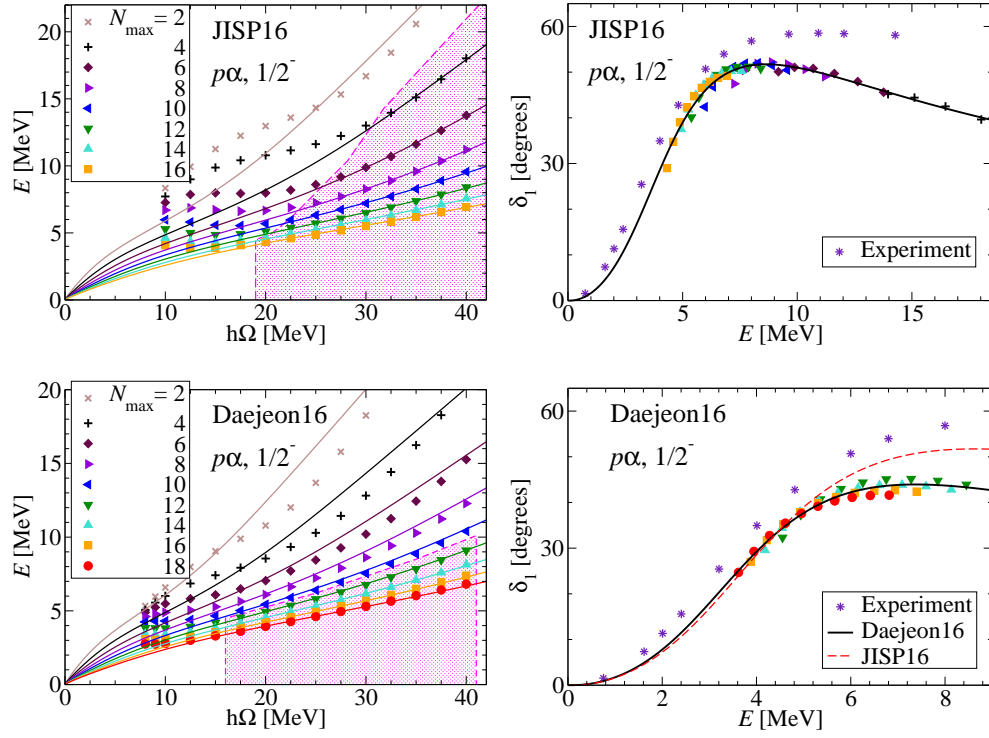 N_max = 2
4
6
8
10
12
14
16
JISP16
pα, 1/2⁻
E [MeV]
20
15
10
5
0
0 10 20 30 40
hΩ [MeV]
JISP16
pα, 1/2⁻
δ₁ [degrees]
60
30
0
Experiment
0 5 10 15
E [MeV]
N_max = 2
4
6
8
10
12
14
16
18
Daejeon16
pα, 1/2⁻
E [MeV]
20
15
10
5
0
0 10 20 30 40
hΩ [MeV]
Daejeon16
pα, 1/2⁻
δ₁ [degrees]
60
30
0
Experiment
Daejeon16
JISP16
0 2 4 6 8
E [MeV]